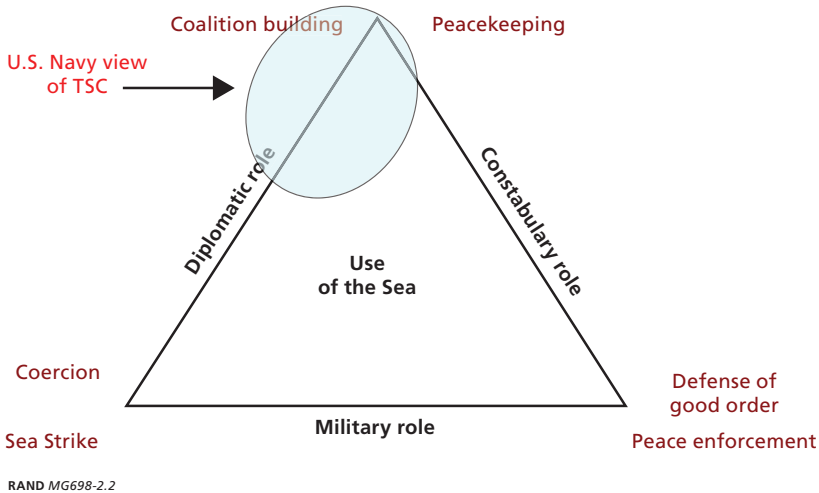 Coalition building
Peacekeeping
U.S. Navy view
of TSC
Diplomatic role
Constabulary role
Use
of the Sea
Coercion
Defense of
good order
Military role
Sea Strike
Peace enforcement
RAND MG698-2.2